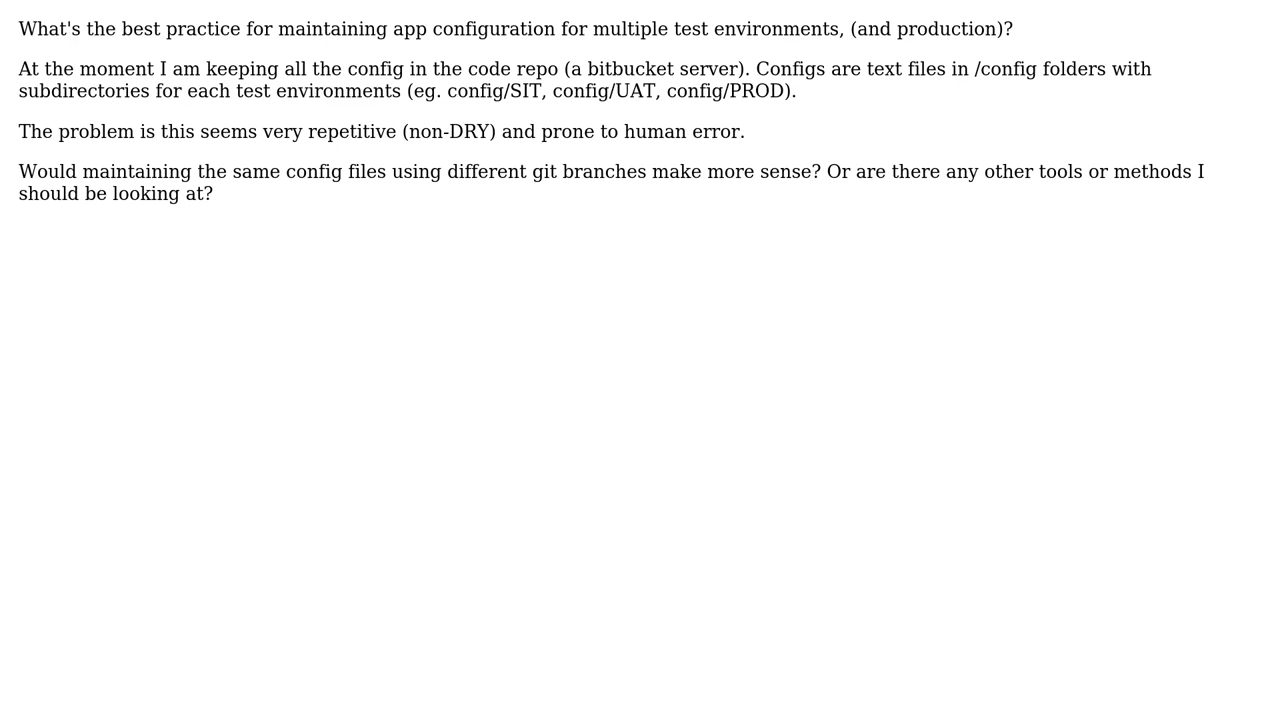 What's the best practice for maintaining app configuration for multiple test environments, (and production)?
At the moment I am keeping all the config in the code repo (a bitbucket server). Configs are text files in /config folders with
subdirectories for each test environments (eg. config/SIT, config/UAT, config/PROD).
The problem is this seems very repetitive (non-DRY) and prone to human error.
Would maintaining the same config files using different git branches make more sense? Or are there any other tools or methods I
should be looking at?